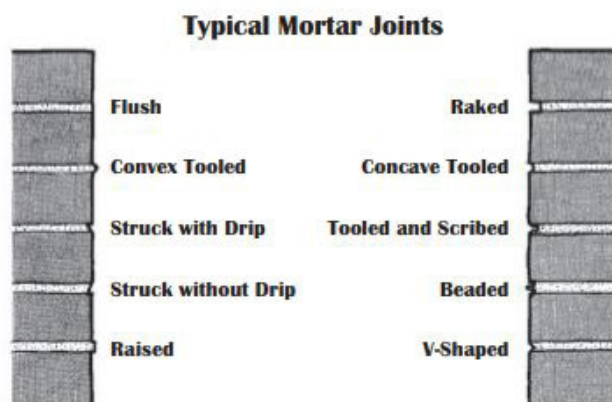 Typical Mortar Joints
Flush
Raked
Convex Tooled
Concave Tooled
Struck with Drip
Tooled and Scribed
Struck without Drip
Beaded
Raised
V-Shaped